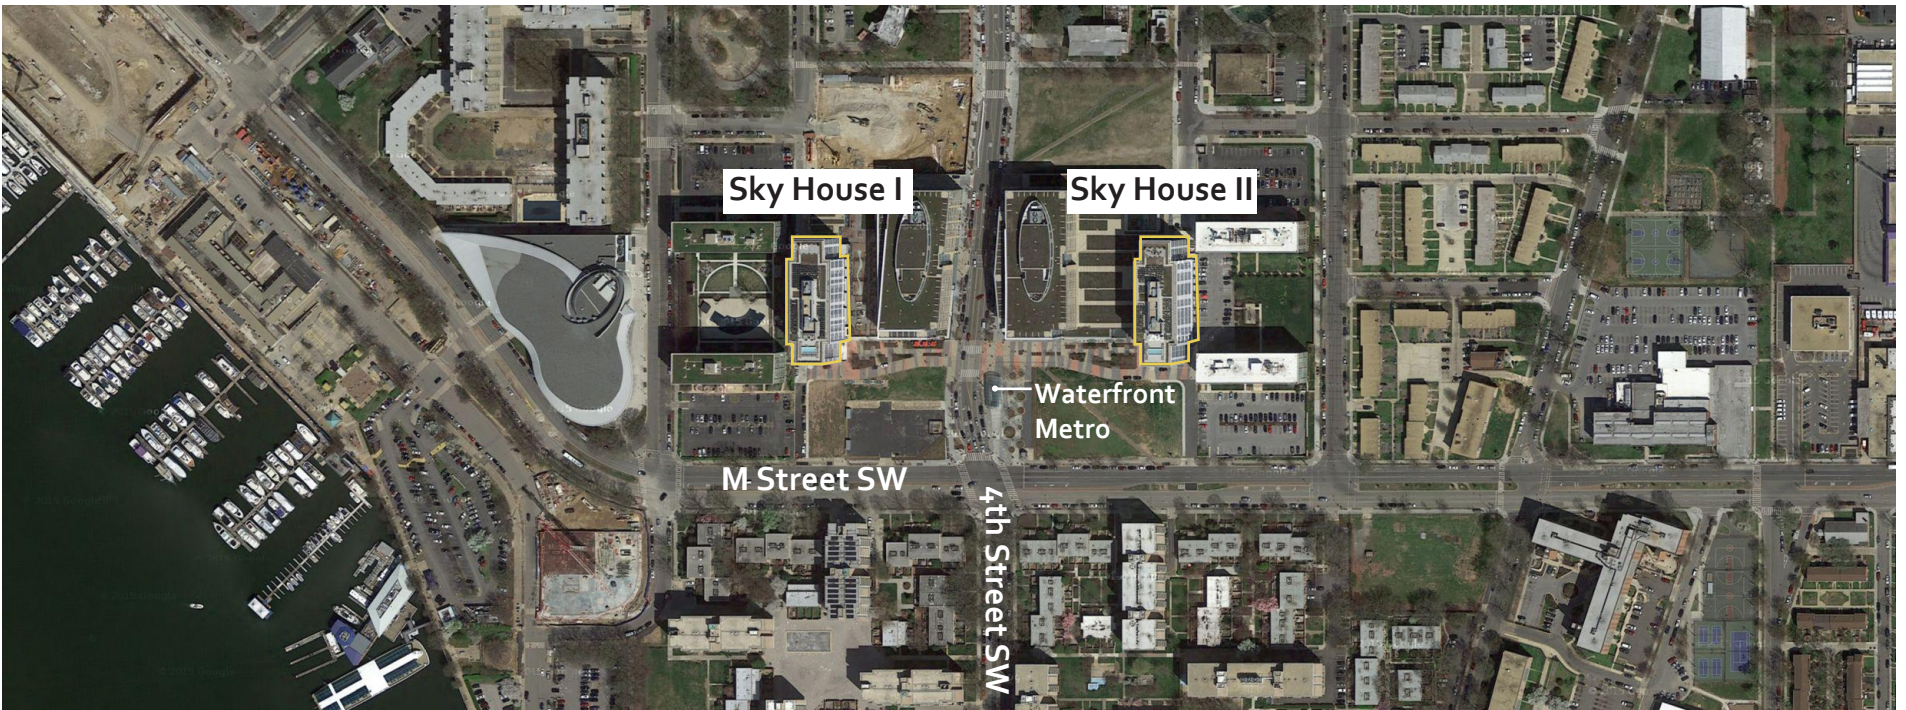 Sky House I
Sky House II
Waterfront
Metro
M Street SW
4th Street SW